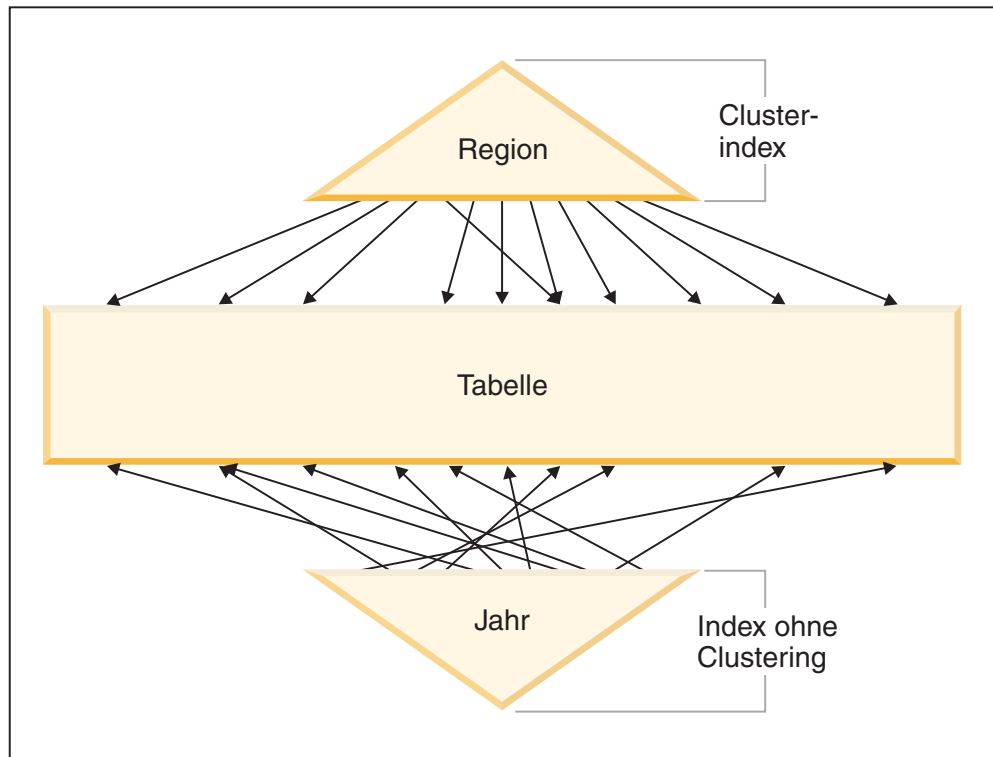 Region
Cluster-
index
Tabelle
Jahr
Index ohne
Clustering